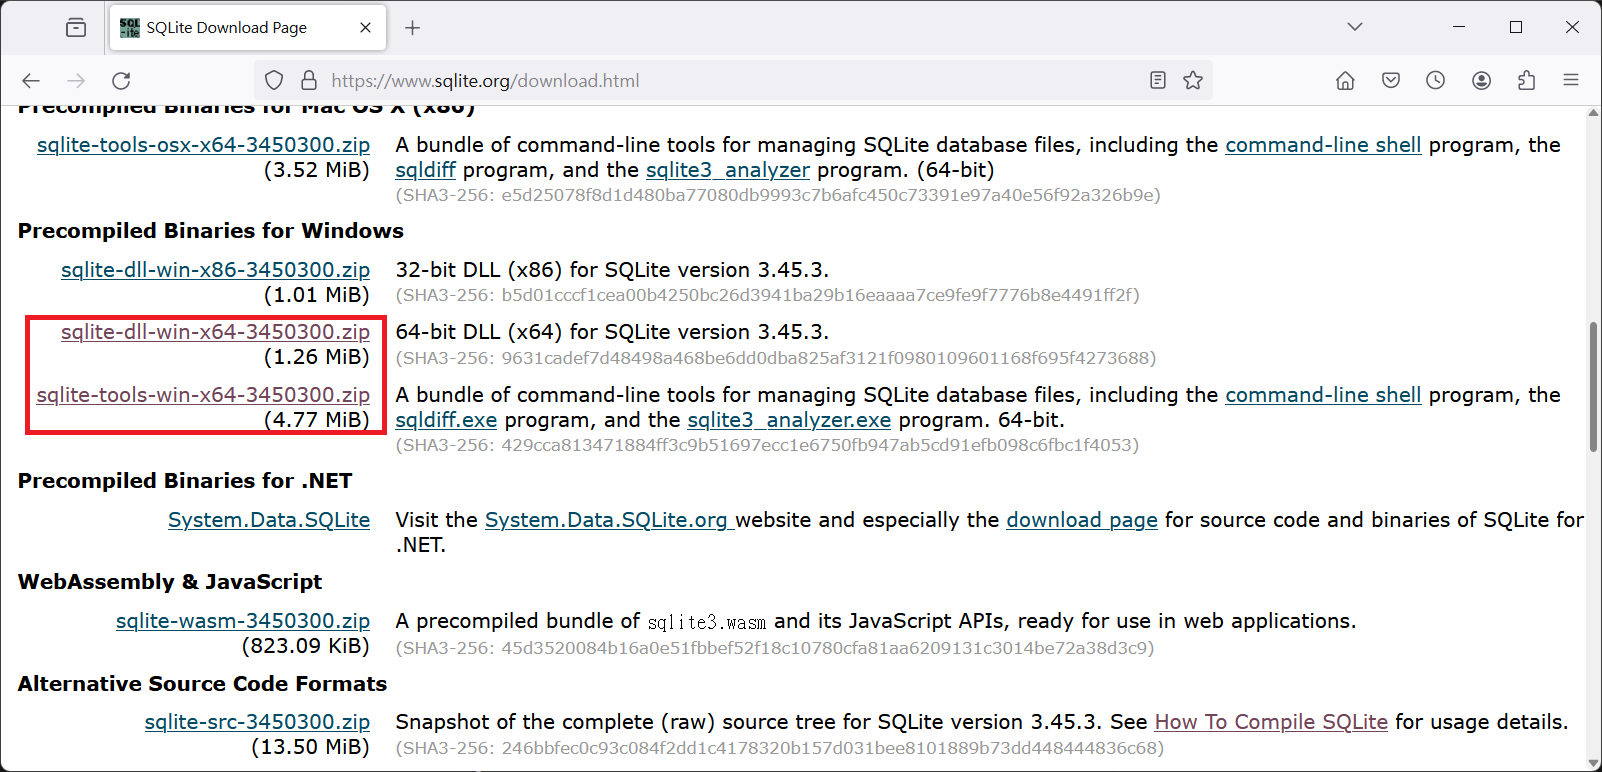 SQLite Download Page
https://www.sqlite.org/download.html
Precompiled Binaries for Mac OS X (x86)
sqlite-tools-osx-x64-3450300.zip
(3.52 MiB)
A bundle of command-line tools for managing SQLite database files, including the command-line shell program, the
sqldiff program, and the sqlite3_analyzer program. (64-bit)
(SHA3-256: e5d25078f8d1d480ba77080db9993c7b6afc450c73391e97a40e56f92a326b9e)
Precompiled Binaries for Windows
sqlite-dll-win-x86-3450300.zip
(1.01 MiB)
32-bit DLL (x86) for SQLite version 3.45.3.
(SHA3-256: b5d01cccf1cea00b4250bc26d3941ba29b16eaaaa7ce9fe9f7776b8e4491ff2f)
sqlite-dll-win-x64-3450300.zip
(1.26 MiB)
64-bit DLL (x64) for SQLite version 3.45.3.
(SHA3-256: 9631cadef7d48498a468be6dd0dba825af3121f0980109601168f695f4273688)
sqlite-tools-win-x64-3450300.zip
(4.77 MiB)
A bundle of command-line tools for managing SQLite database files, including the command-line shell program, the
sqldiff.exe program, and the sqlite3_analyzer.exe program. 64-bit.
(SHA3-256: 429cca813471884ff3c9b51697ecc1e6750fb947ab5cd91efb098c6fbc1f4053)
Precompiled Binaries for .NET
System.Data.SQLite
Visit the System.Data.SQLite.org website and especially the download page for source code and binaries of SQLite for
.NET.
WebAssembly & JavaScript
sqlite-wasm-3450300.zip
(823.09 KiB)
A precompiled bundle of sqlite3.wasm and its JavaScript APIs, ready for use in web applications.
(SHA3-256: 45d3520084b16a0e51fbbef52f18c10780cfa81aa6209131c3014be72a38d3c9)
Alternative Source Code Formats
sqlite-src-3450300.zip
(13.50 MiB)
Snapshot of the complete (raw) source tree for SQLite version 3.45.3. See How To Compile SQLite for usage details.
(SHA3-256: 246bbfec0c93c084f2dd1c4178320b157d031bee8101889b73dd448444836c68)